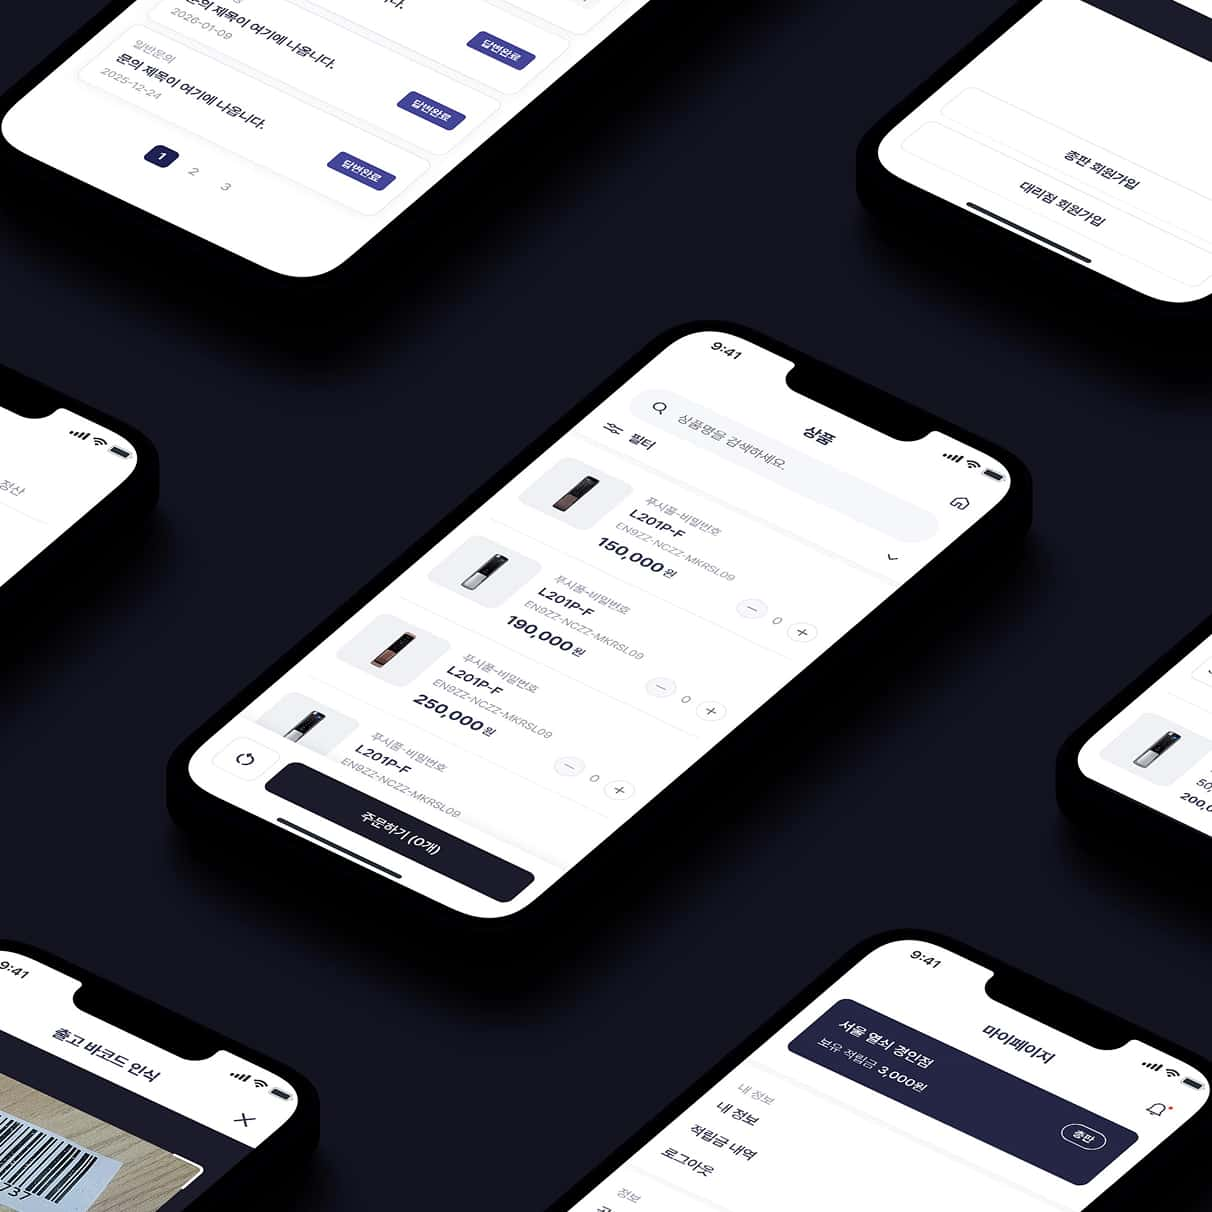 문의 제목이 여기에 나옵니다.
2026-01-09
답변완료
일반문의
문의 제목이 여기에 나옵니다.
2025-12-24
답변완료
답변완료
1 2 3
총판 회원가입
대리점 회원가입
정산
9:41
상품
상품명을 검색하세요.
필터
푸시풀-비밀번호
L201P-F
EN9ZZ-NCZZ-MKRSL09
150,000원
0
푸시풀-비밀번호
L201P-F
EN9ZZ-NCZZ-MKRSL09
190,000원
0
푸시풀-비밀번호
L201P-F
EN9ZZ-NCZZ-MKRSL09
250,000원
0
푸시풀-비밀번호
L201P-F
EN9ZZ-NCZZ-MKRSL09
주문하기 (0개)
9:41
출고 바코드 인식
737
9:41
마이페이지
서울 열쇠 경인점
보유 적립금 3,000원
총판
내 정보
내 정보
적립금 내역
로그아웃
정보